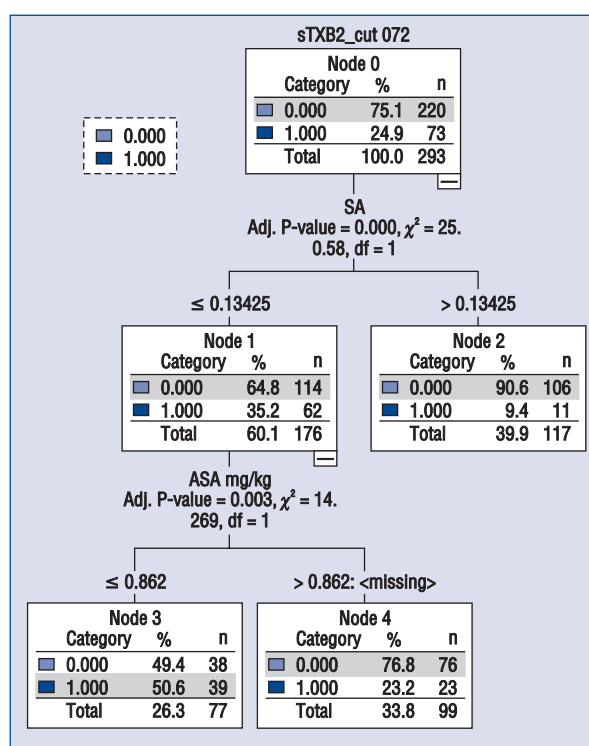 sTXB2_cut 072
Node 0
Category % n
0.000 75.1 220
1.000 24.9 73
Total 100.0 293
0.000
1.000
SA
Adj. P-value = 0.000, χ² = 25.
0.58, df = 1
≤ 0.13425
> 0.13425
Node 1
Category % n
0.000 64.8 114
1.000 35.2 62
Total 60.1 176
Node 2
Category % n
0.000 90.6 106
1.000 9.4 11
Total 39.9 117
ASA mg/kg
Adj. P-value = 0.003, χ² = 14.
269, df = 1
≤ 0.862
> 0.862: <missing>
Node 3
Category % n
0.000 49.4 38
1.000 50.6 39
Total 26.3 77
Node 4
Category % n
0.000 76.8 76
1.000 23.2 23
Total 33.8 99